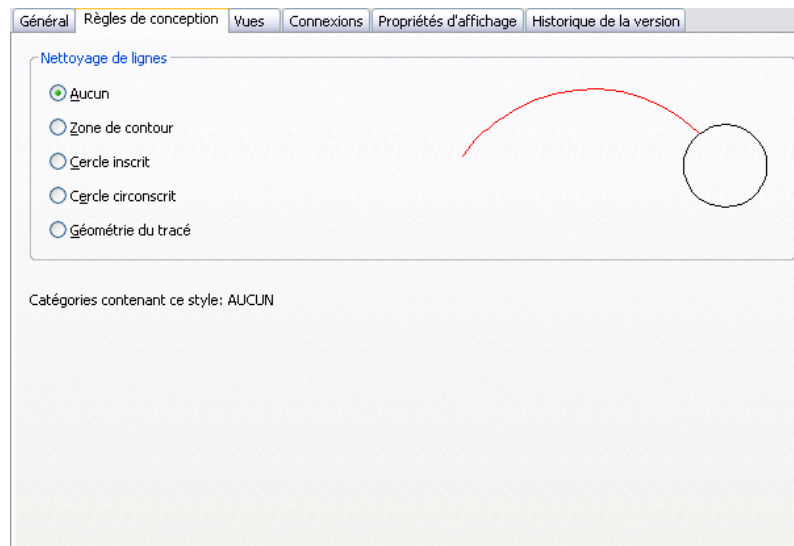 Général Règles de conception Vues Connexions Propriétés d'affichage Historique de la version
Nettoyage de lignes
Aucun
Zone de contour
Cercle inscrit
Cercle circonscrit
Géométrie du tracé
Catégories contenant ce style: AUCUN